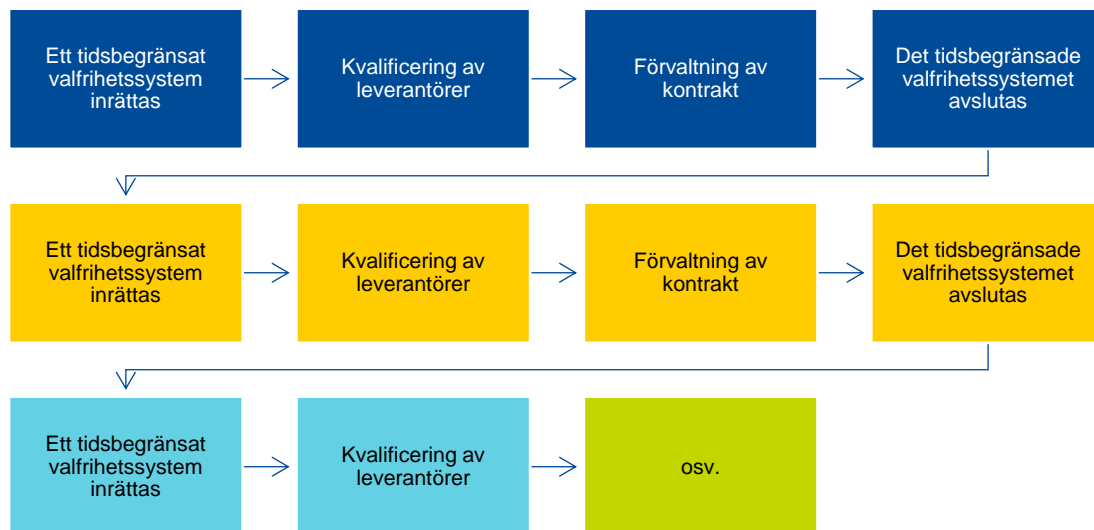 Ett tidsbegränsat
valfrihetssystem
inrättas
Kvalificering av
leverantörer
Förvaltning av
kontrakt
Det tidsbegränsade
valfrihetssystemet
avslutas
Ett tidsbegränsat
valfrihetssystem
inrättas
Kvalificering av
leverantörer
Förvaltning av
kontrakt
Det tidsbegränsade
valfrihetssystemet
avslutas
Ett tidsbegränsat
valfrihetssystem
inrättas
Kvalificering av
leverantörer
osv.